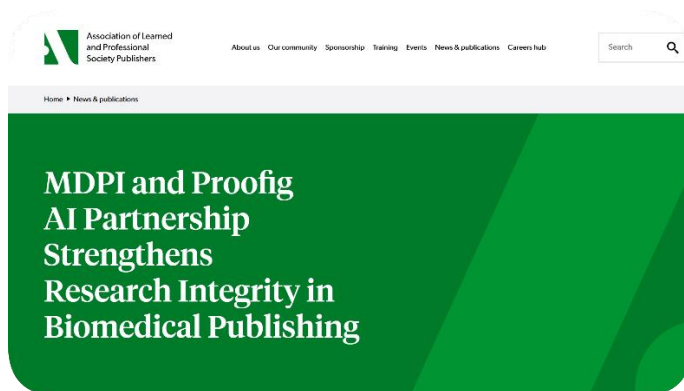 Association of Learned
and Professional
Society Publishers
About us Our community Sponsorship Training Events News & publications Careers hub
Search
Home ▸ News & publications
MDPI and Proofig
AI Partnership
Strengthens
Research Integrity in
Biomedical Publishing